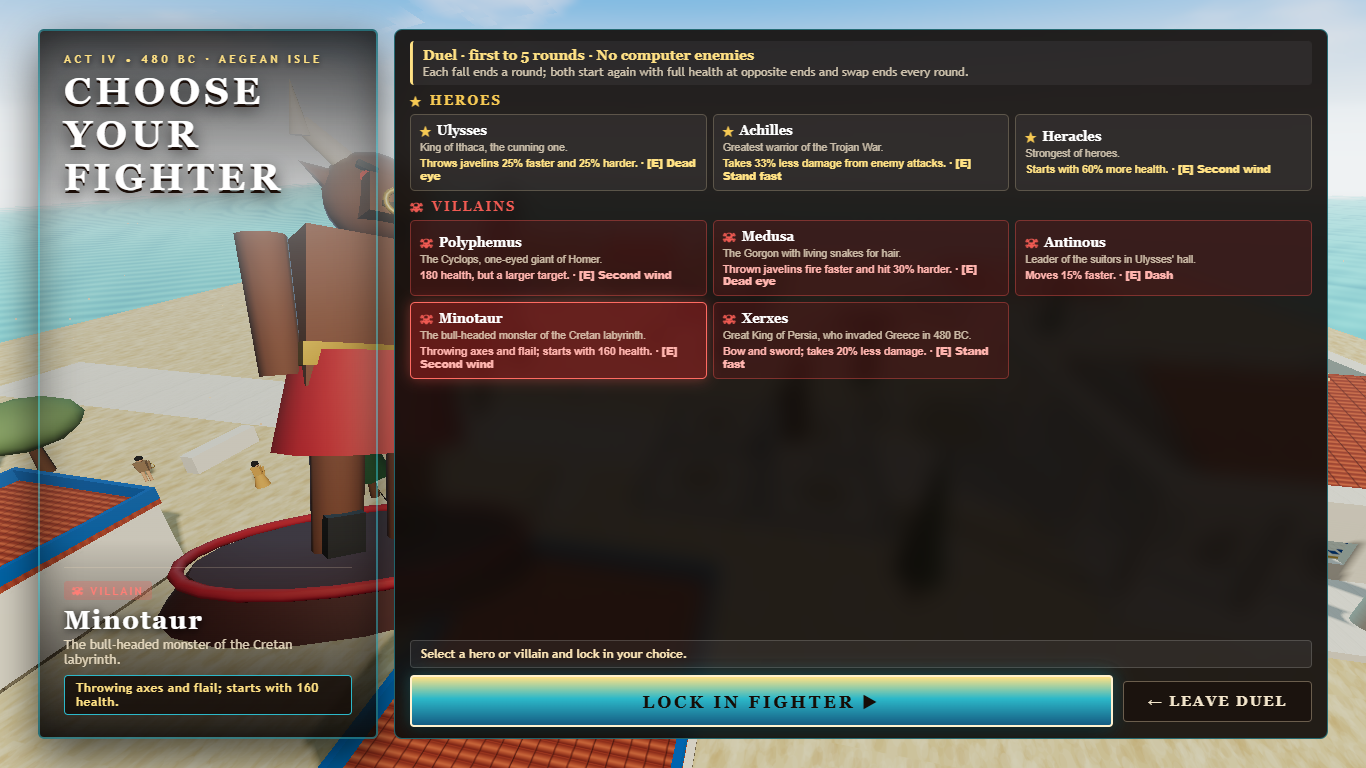 ACT IV • 480 BC · AEGEAN ISLE
CHOOSE
YOUR
FIGHTER
VILLAIN
Minotaur
The bull-headed monster of the Cretan
labyrinth.
Throwing axes and flail; starts with 160
health.
Duel · first to 5 rounds · No computer enemies
Each fall ends a round; both start again with full health at opposite ends and swap ends every round.
★ HEROES
★ Ulysses
King of Ithaca, the cunning one.
Throws javelins 25% faster and 25% harder. · [E] Dead
eye
★ Achilles
Greatest warrior of the Trojan War.
Takes 33% less damage from enemy attacks. · [E]
Stand fast
★ Heracles
Strongest of heroes.
Starts with 60% more health. · [E] Second wind
VILLAINS
Polyphemus
The Cyclops, one-eyed giant of Homer.
180 health, but a larger target. · [E] Second wind
Medusa
The Gorgon with living snakes for hair.
Thrown javelins fire faster and hit 30% harder. · [E]
Dead eye
Antinous
Leader of the suitors in Ulysses' hall.
Moves 15% faster. · [E] Dash
Minotaur
The bull-headed monster of the Cretan labyrinth.
Throwing axes and flail; starts with 160 health. · [E]
Second wind
Xerxes
Great King of Persia, who invaded Greece in 480 BC.
Bow and sword; takes 20% less damage. · [E] Stand
fast
Select a hero or villain and lock in your choice.
LOCK IN FIGHTER ▶
← LEAVE DUEL